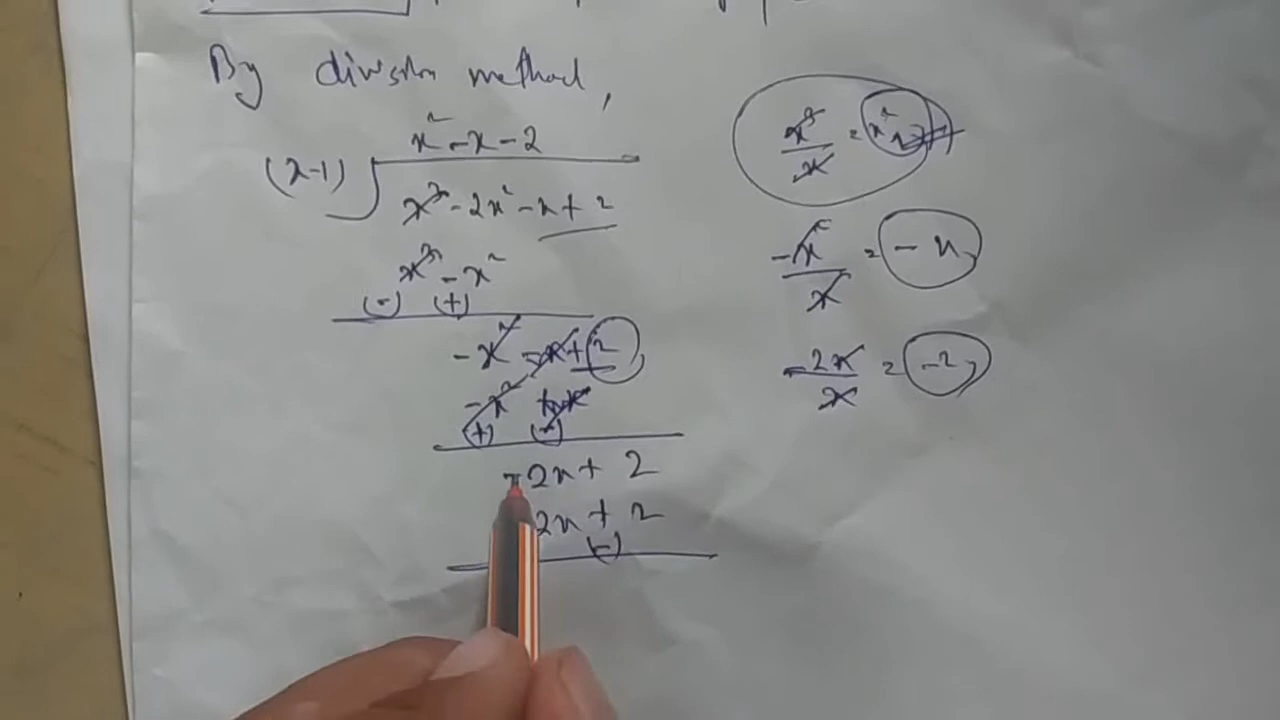 By division method,
x² - x - 2
(x-1)
x³ - 2x² - x + 2
x³ - x²
(-) (+)
- x² - x + 2
- x² + x
(+) (-)
-2x + 2
2x + 2
(-)
x³/x = x²
-x²/x = -x
-2x/x = -2